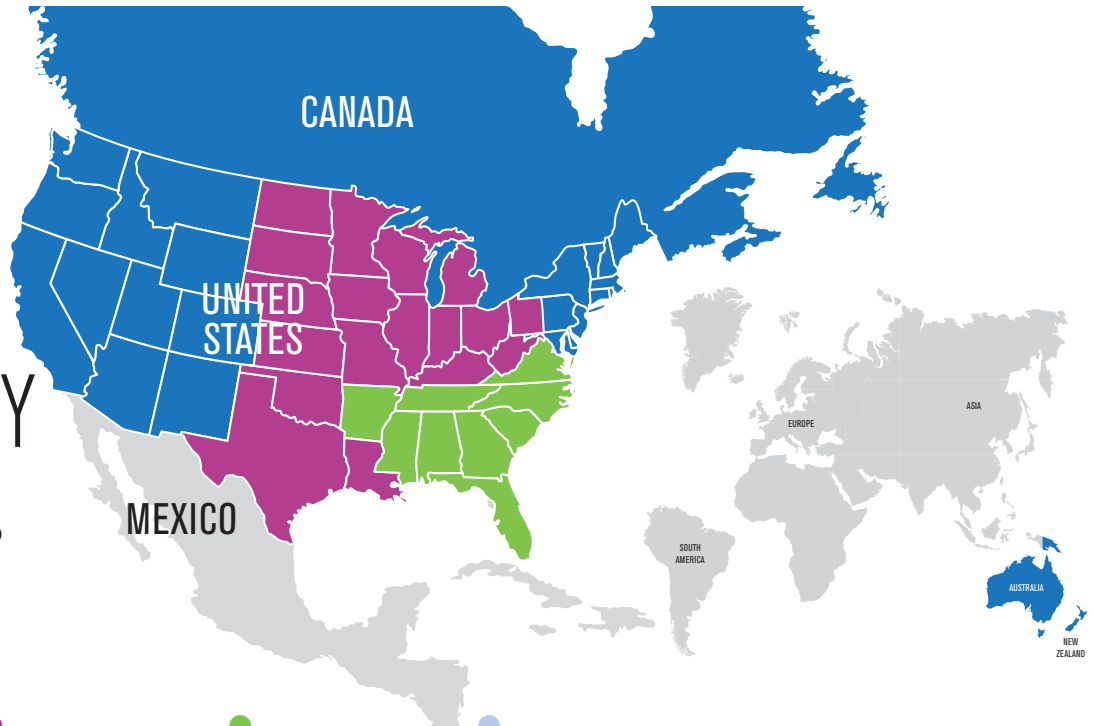 CANADA
UNITED
STATES
Y
MEXICO
EUROPE
ASIA
SOUTH
AMERICA
AUSTRALIA
NEW
ZEALAND